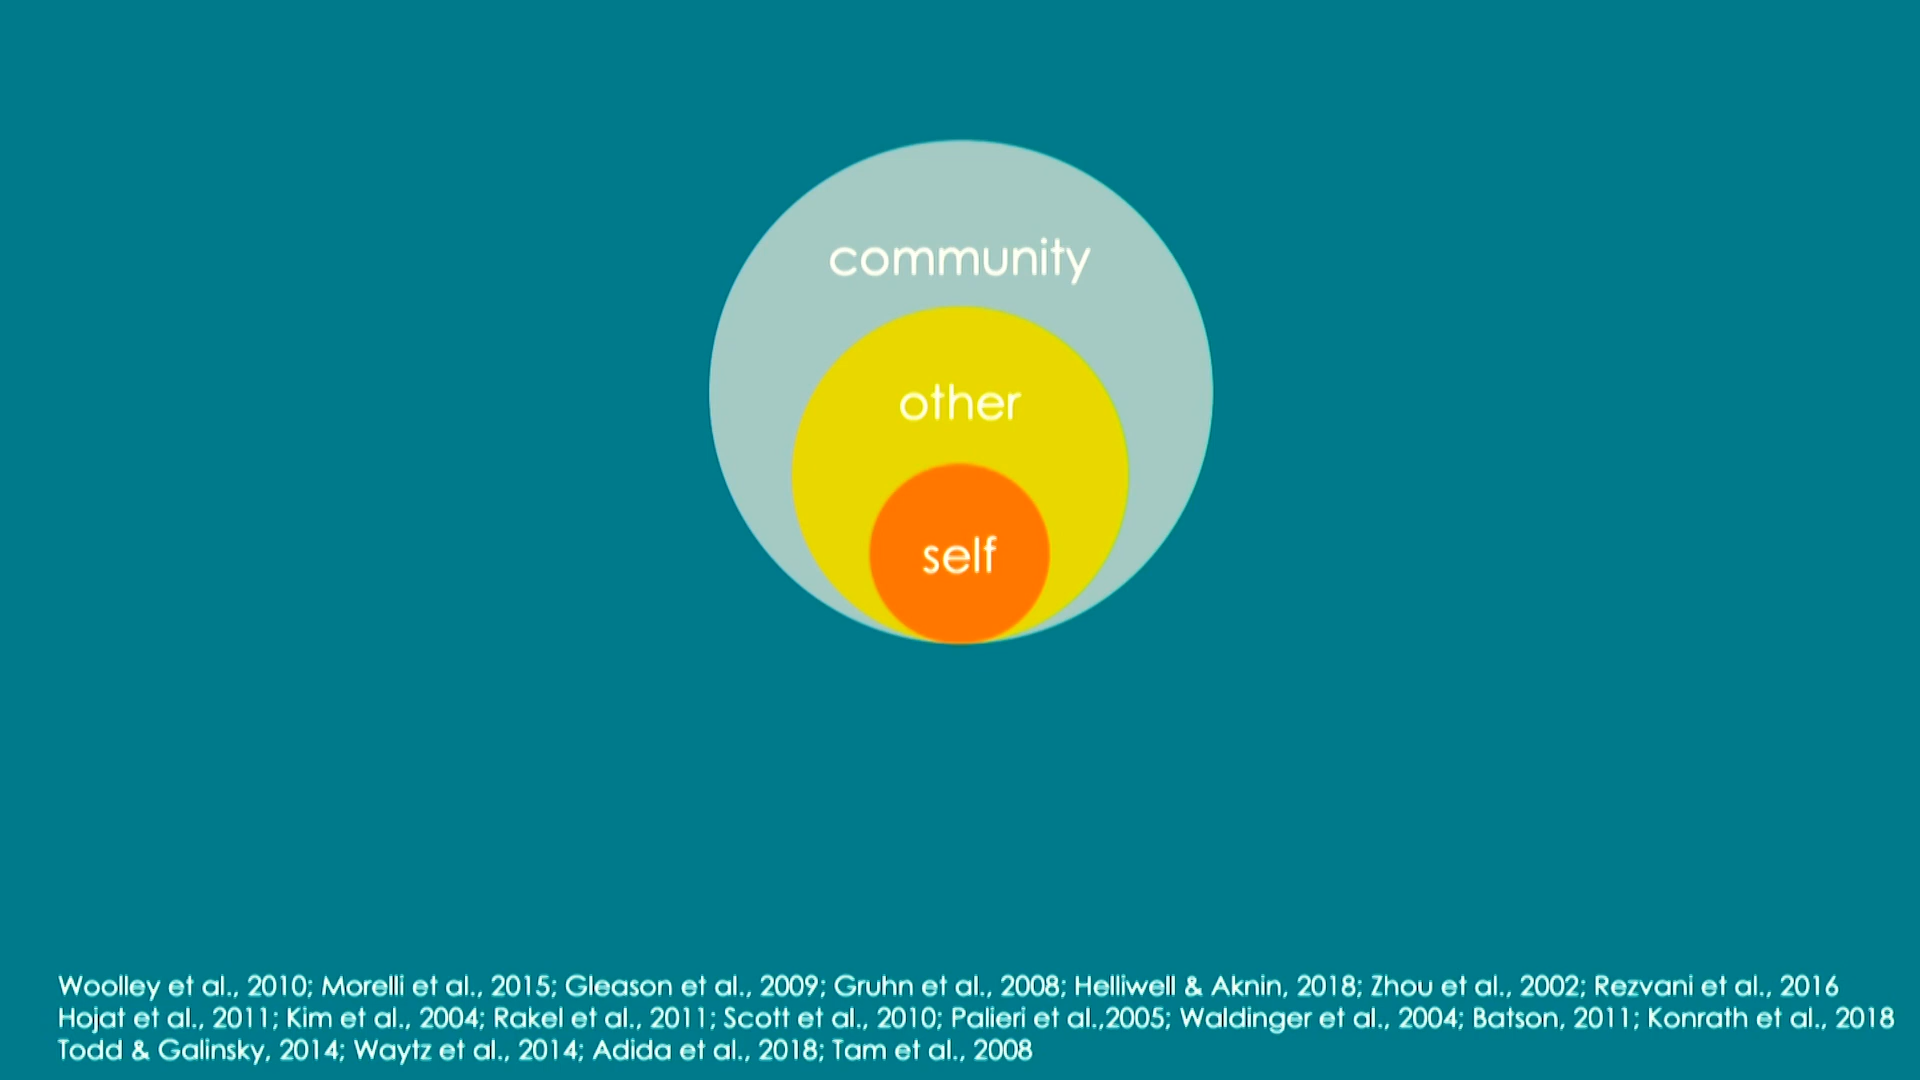 community
other
self
Woolley et al., 2010; Morelli et al., 2015; Gleason et al., 2009; Gruhn et al., 2008; Helliwell & Aknin, 2018; Zhou et al., 2002; Rezvani et al., 2016
Hojat et al., 2011; Kim et al., 2004; Rakel et al., 2011; Scott et al., 2010; Palieri et al.,2005; Waldinger et al., 2004; Batson, 2011; Konrath et al., 2018
Todd & Galinsky, 2014; Waytz et al., 2014; Adida et al., 2018; Tam et al., 2008